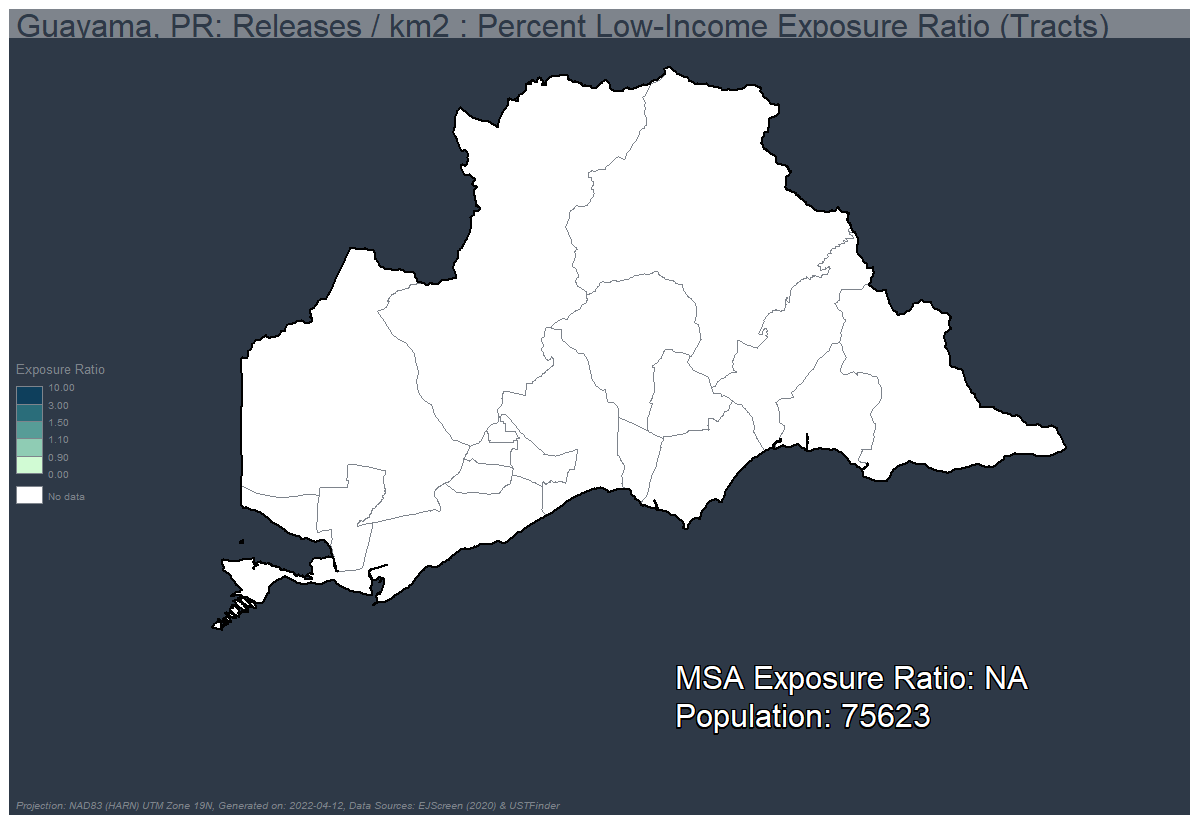 Guayama, PR: Releases / km2 : Percent Low-Income Exposure Ratio (Tracts)
Exposure Ratio
10.00
3.00
1.50
1.10
0.90
0.00
No data
MSA Exposure Ratio: NA
Population: 75623
Projection: NAD83 (HARN) UTM Zone 19N, Generated on: 2022-04-12, Data Sources: EJScreen (2020) & USTFinder